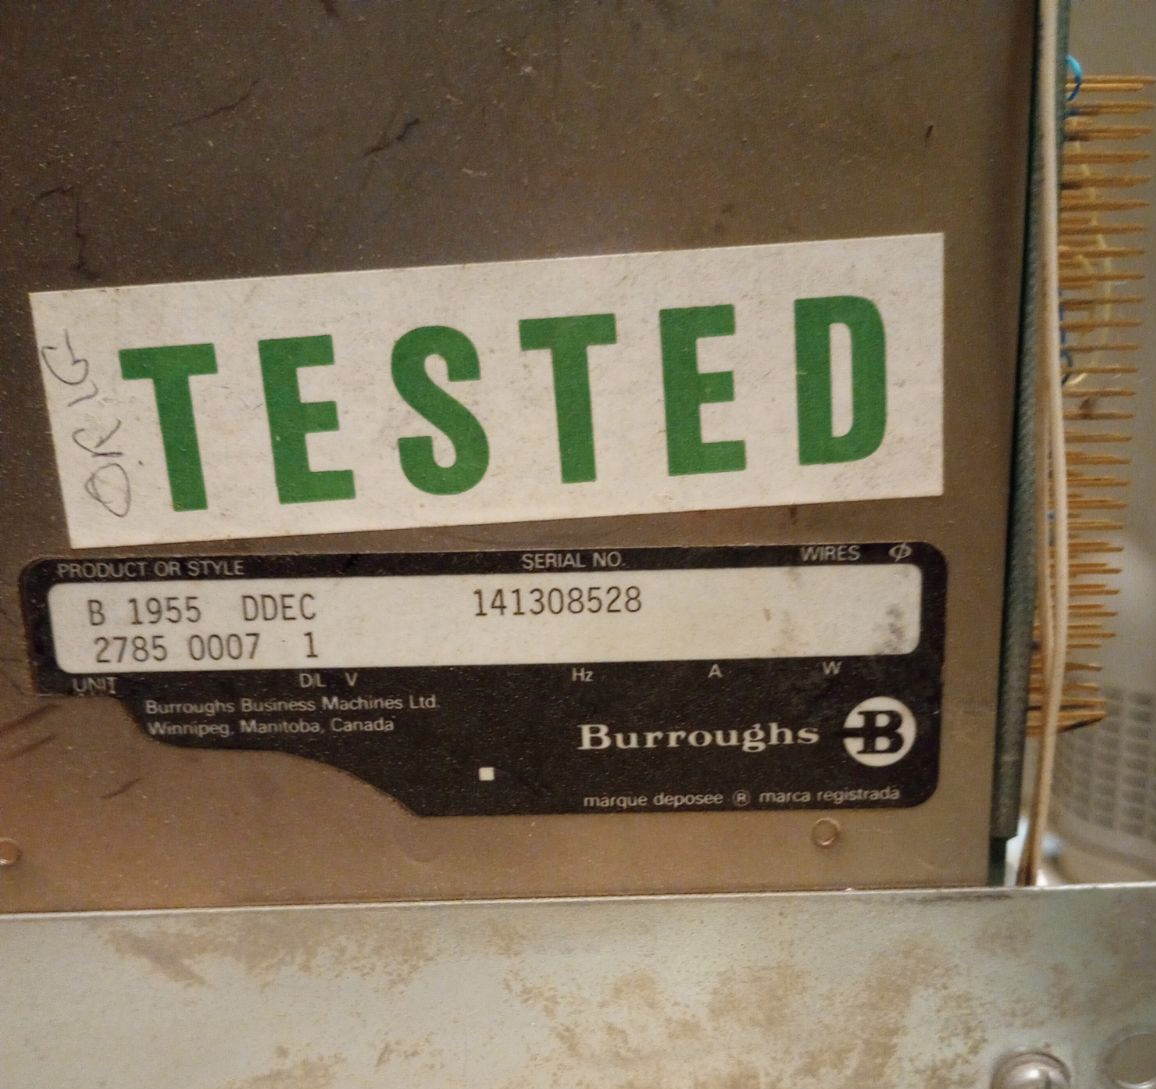 ORIG
TESTED
PRODUCT OR STYLE SERIAL NO. WIRES ϕ
B 1955 DDEC 141308528
2785 0007 1
UNIT D/L V Hz A W
Burroughs Business Machines Ltd.
Winnipeg, Manitoba, Canada
Burroughs B
marque deposee ® marca registrada